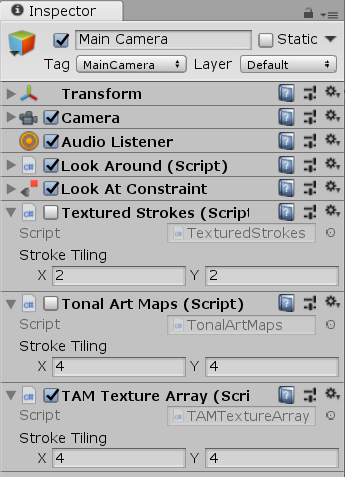 Inspector
Main Camera Static
Tag MainCamera Layer Default
Transform
Camera
Audio Listener
Look Around (Script)
Look At Constraint
Textured Strokes (Script
Script TexturedStrokes
Stroke Tiling
X 2 Y 2
Tonal Art Maps (Script)
Script TonalArtMaps
Stroke Tiling
X 4 Y 4
TAM Texture Array (Scri
Script TAMTextureArray
Stroke Tiling
X 4 Y 4